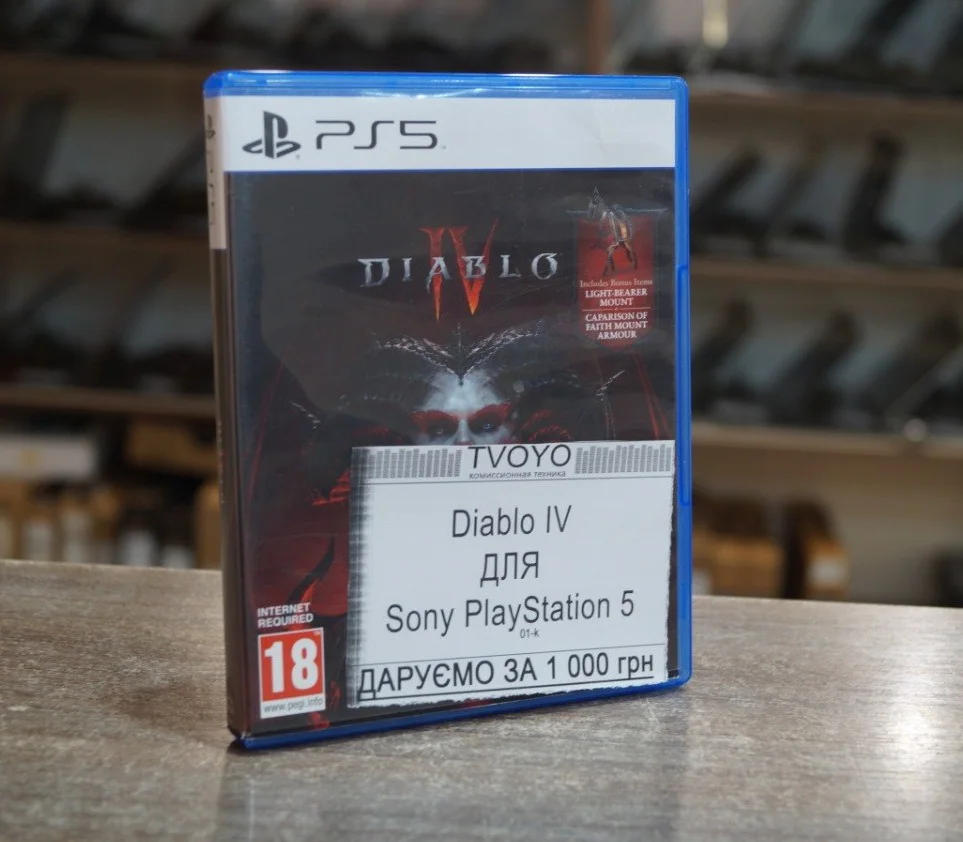 PS5
DIABLO
IV
Includes Bonus Items
LIGHT-BEARER
MOUNT
CAPARISON OF
FAITH MOUNT
ARMOUR
TVOYO
комиссионная техника
Diablo IV
для
Sony PlayStation 5
01-k
ДАРУЄМО ЗА 1 000 грн
INTERNET
REQUIRED
18
www.pegi.info